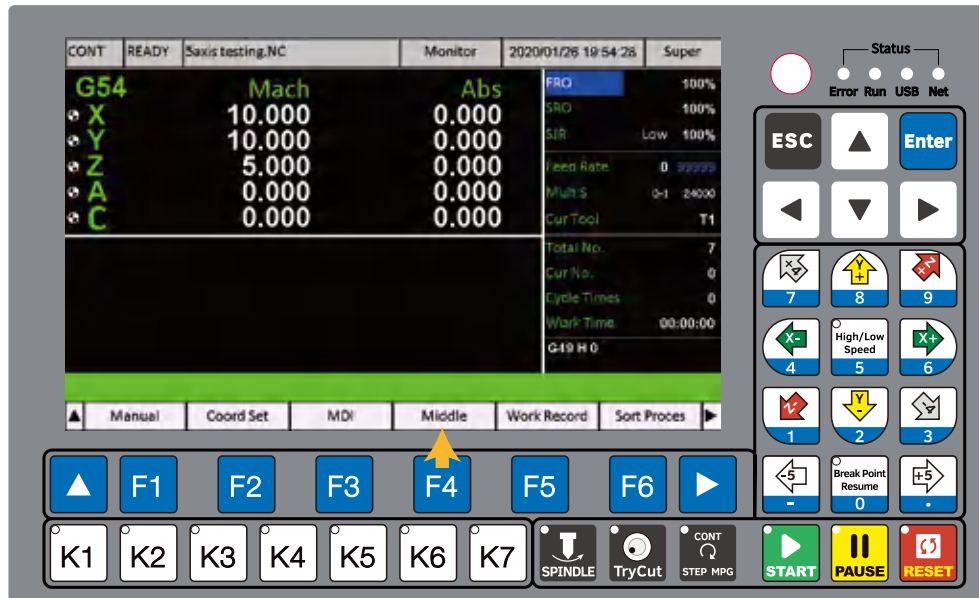 CONT READY 5axis testing.NC Monitor 2020/01/26 19:54:28 Super
G54 Mach Abs
X 10.000 0.000
Y 10.000 0.000
Z 5.000 0.000
A 0.000 0.000
C 0.000 0.000
FRO 100%
SRO 100%
SJR Low 100%
Feed Rate 0 99999
Mult S 0-1 24000
Cur Tool T1
Total No. 7
Cur No. 0
Cycle Times 0
Work Time 00:00:00
G49 H 0
▲ Manual Coord Set MDI Middle Work Record Sort Proces ▶
Status
Error Run USB Net
ESC Enter
7 Y+ 8 9
X- 4 High/Low Speed 5 X+ 6
1 Y- 2 3
-5 - Break Point Resume 0 +5 .
F1 F2 F3 F4 F5 F6
K1 K2 K3 K4 K5 K6 K7
SPINDLE TryCut CONT STEP MPG START PAUSE RESET